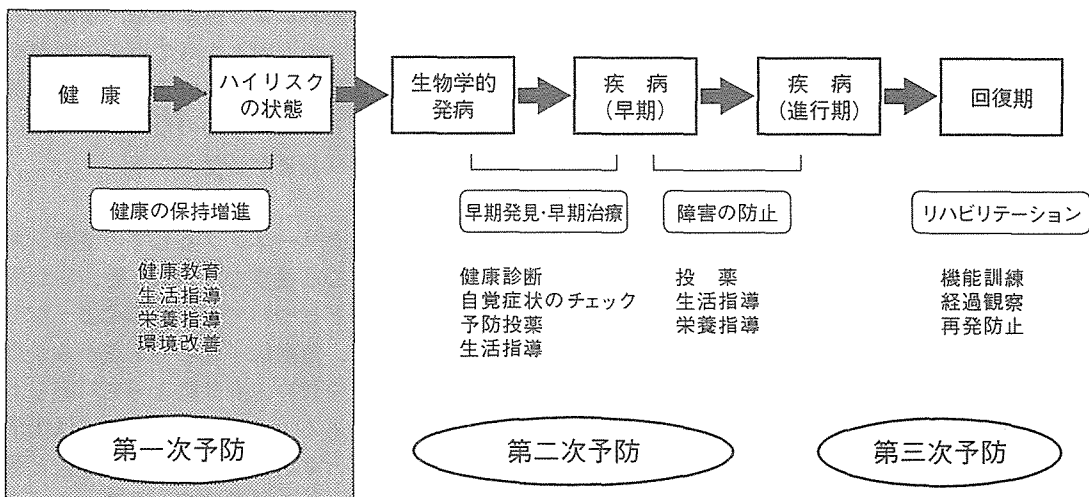 健　康
ハイリスク
の状態
生物学的
発病
疾　病
(早期)
疾　病
(進行期)
回復期
健康の保持増進
早期発見・早期治療
障害の防止
リハビリテーション
健康教育
生活指導
栄養指導
環境改善
健康診断
自覚症状のチェック
予防投薬
生活指導
投　薬
生活指導
栄養指導
機能訓練
経過観察
再発防止
第一次予防
第二次予防
第三次予防